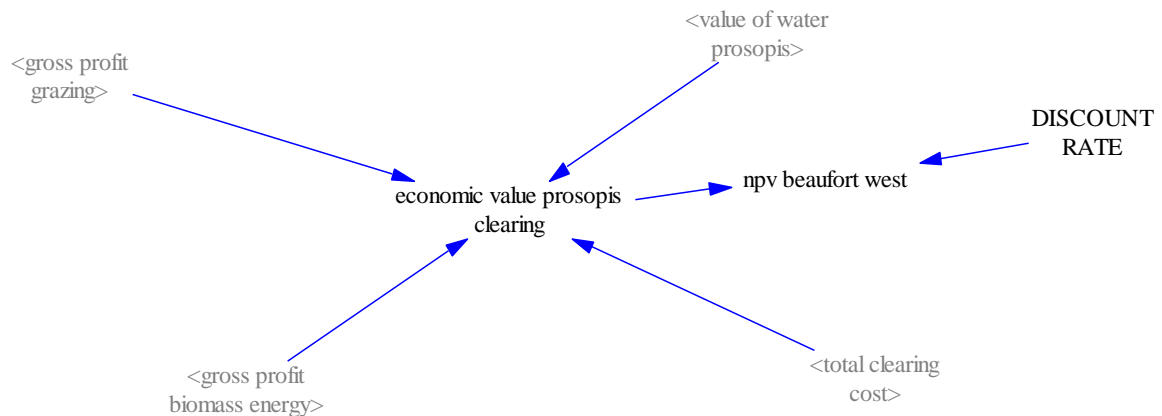 <value of water
prosopis>
<gross profit
grazing>
DISCOUNT
RATE
npv beaufort west
economic value prosopis
clearing
<total clearing
cost>
<gross profit
biomass energy>